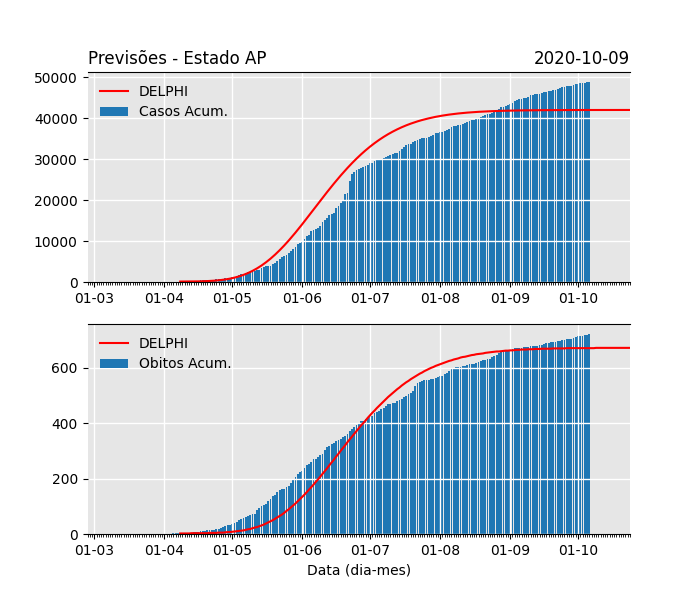 Previsões - Estado AP 2020-10-09
50000
40000
30000
20000
10000
0
DELPHI
Casos Acum.
01-03 01-04 01-05 01-06 01-07 01-08 01-09 01-10
600
400
200
0
DELPHI
Obitos Acum.
01-03 01-04 01-05 01-06 01-07 01-08 01-09 01-10
Data (dia-mes)